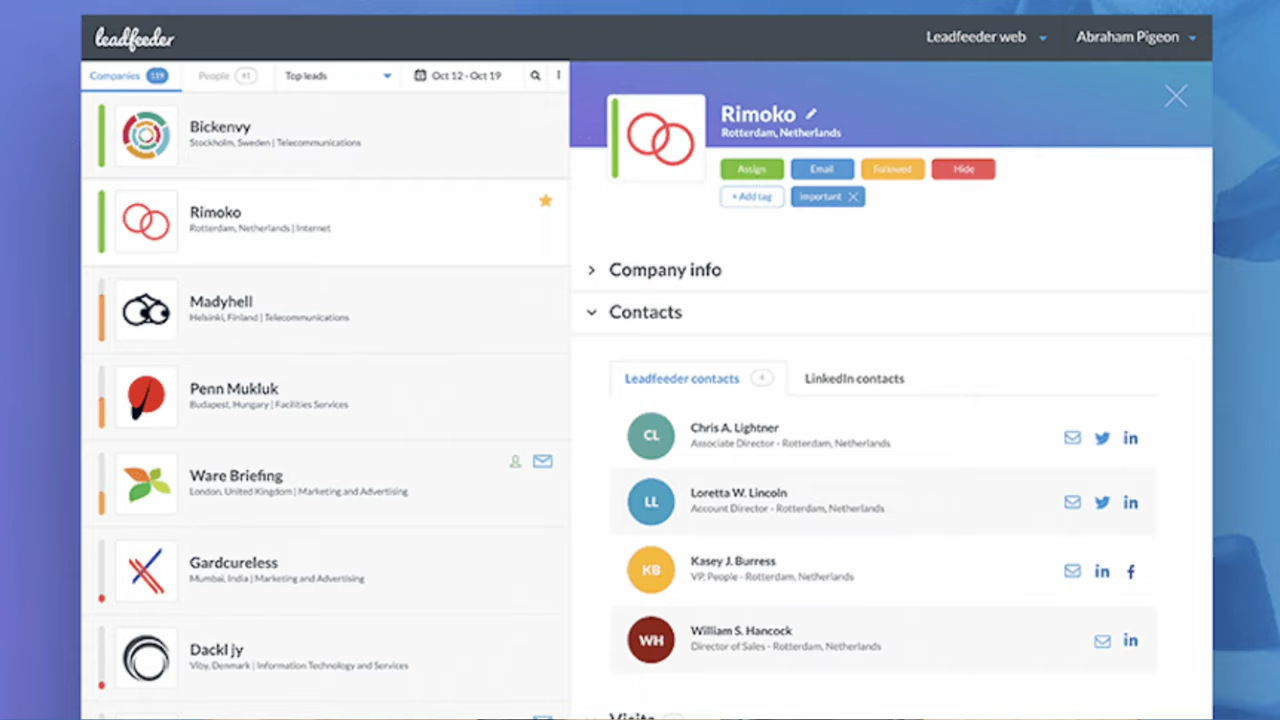 leadfeeder
Leadfeeder web
Abraham Pigeon
Companies 119
People 41
Top leads
Oct 12 - Oct 19
Bickenvy
Stockholm, Sweden | Telecommunications
Rimoko
Rotterdam, Netherlands | Internet
Madyhell
Helsinki, Finland | Telecommunications
Penn Mukluk
Budapest, Hungary | Facilities Services
Ware Briefing
London, United Kingdom | Marketing and Advertising
Gardcureless
Mumbai, India | Marketing and Advertising
Dackl jy
Viby, Denmark | Information Technology and Services
Rimoko
Rotterdam, Netherlands
Assign
Email
Followed
Hide
+ Add tag
Important
Company info
Contacts
Leadfeeder contacts 4
LinkedIn contacts
CL
Chris A. Lightner
Associate Director - Rotterdam, Netherlands
LL
Loretta W. Lincoln
Account Director - Rotterdam, Netherlands
KB
Kasey J. Burress
VP, People - Rotterdam, Netherlands
WH
William S. Hancock
Director of Sales - Rotterdam, Netherlands
Visits